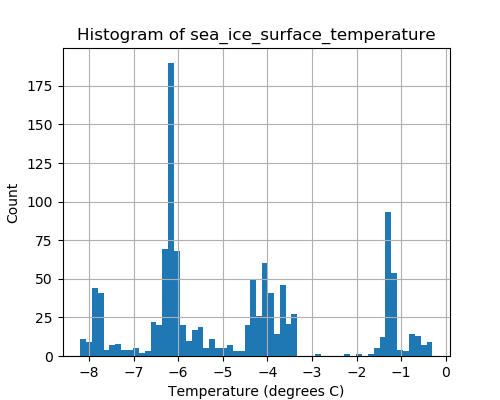 Histogram of sea_ice_surface_temperature
175
150
125
100
75
50
25
0
Count
−8 −7 −6 −5 −4 −3 −2 −1 0
Temperature (degrees C)